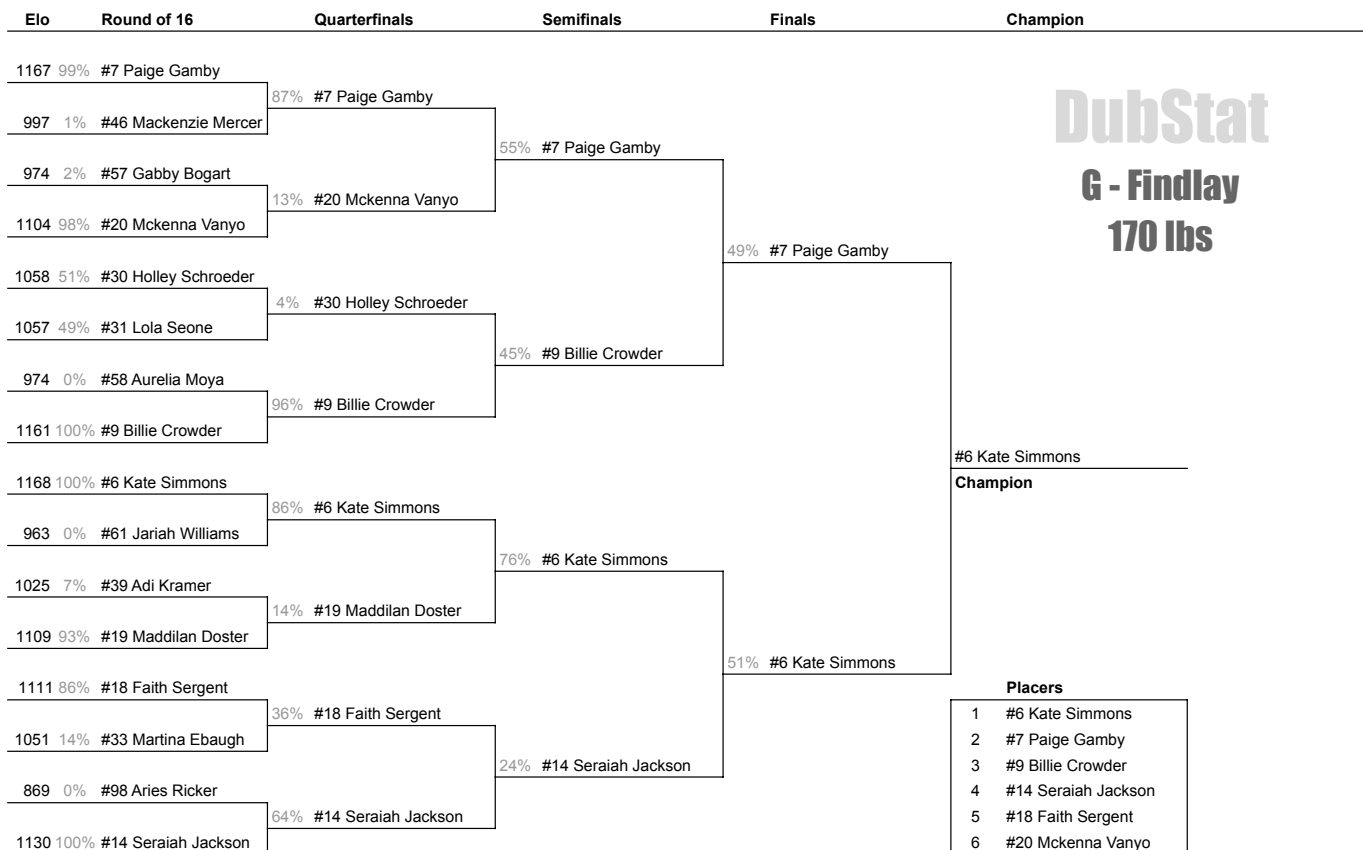 Elo Round of 16 Quarterfinals Semifinals Finals Champion
1167 99% #7 Paige Gamby
87% #7 Paige Gamby
997 1% #46 Mackenzie Mercer
55% #7 Paige Gamby
974 2% #57 Gabby Bogart
13% #20 Mckenna Vanyo
1104 98% #20 Mckenna Vanyo
49% #7 Paige Gamby
1058 51% #30 Holley Schroeder
4% #30 Holley Schroeder
1057 49% #31 Lola Seone
45% #9 Billie Crowder
974 0% #58 Aurelia Moya
96% #9 Billie Crowder
1161 100% #9 Billie Crowder
#6 Kate Simmons
Champion
1168 100% #6 Kate Simmons
86% #6 Kate Simmons
963 0% #61 Jariah Williams
76% #6 Kate Simmons
1025 7% #39 Adi Kramer
14% #19 Maddilan Doster
1109 93% #19 Maddilan Doster
51% #6 Kate Simmons
1111 86% #18 Faith Sergent
36% #18 Faith Sergent
1051 14% #33 Martina Ebaugh
24% #14 Seraiah Jackson
869 0% #98 Aries Ricker
64% #14 Seraiah Jackson
1130 100% #14 Seraiah Jackson
DubStat
G - Findlay
170 lbs
Placers
1 #6 Kate Simmons
2 #7 Paige Gamby
3 #9 Billie Crowder
4 #14 Seraiah Jackson
5 #18 Faith Sergent
6 #20 Mckenna Vanyo